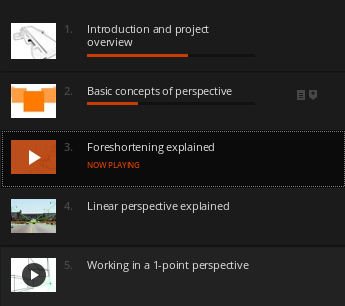 1. Introduction and project
overview
2. Basic concepts of perspective
3. Foreshortening explained
NOW PLAYING
4. Linear perspective explained
5. Working in a 1-point perspective